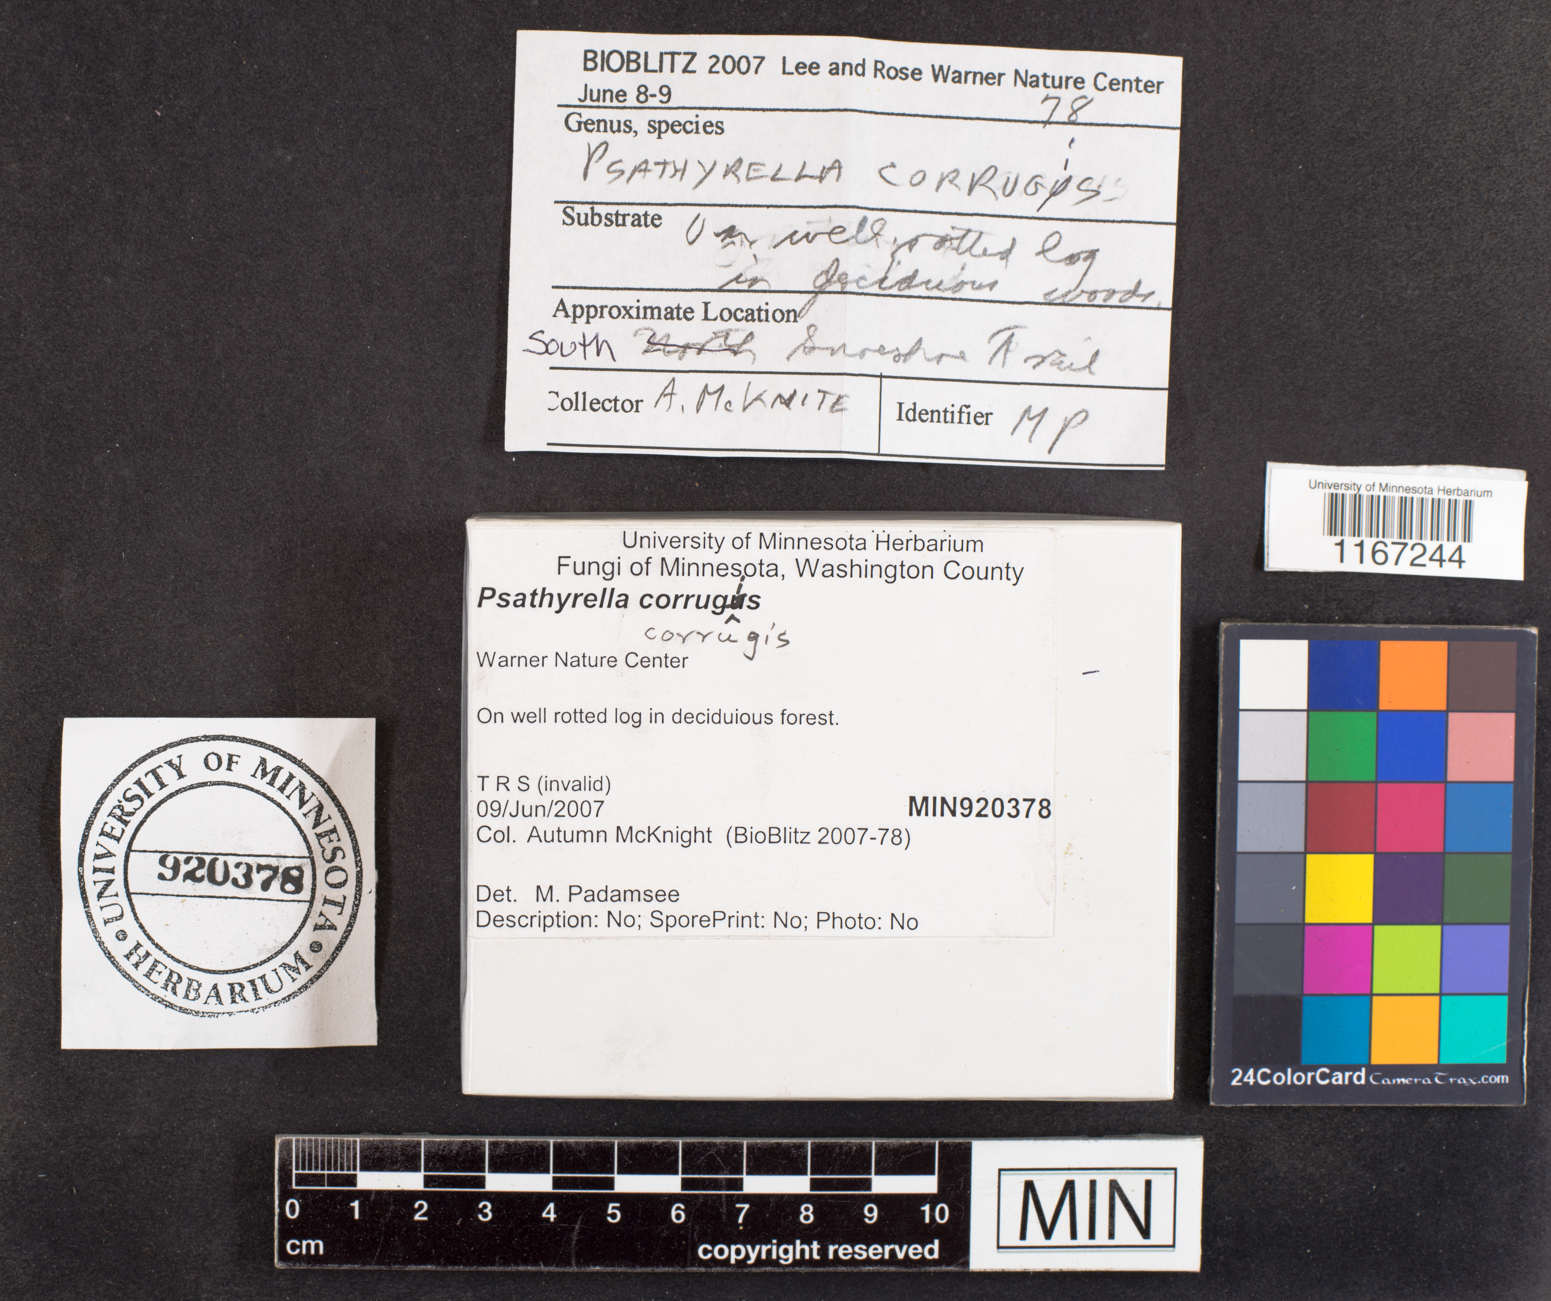 BIOBLITZ 2007 Lee and Rose Warner Nature Center
June 8-9
78
Genus, species
PSATHYRELLA CORRUGIS
Substrate On well rotted log
in deciduous woods.
Approximate Location
South North Snoeshoe Trail
Collector A. McKNITE
Identifier MP
University of Minnesota Herbarium
1167244
University of Minnesota Herbarium
Fungi of Minnesota, Washington County
Psathyrella corrugis
corrugis
Warner Nature Center
On well rotted log in deciduious forest.
T R S (invalid)
09/Jun/2007
MIN920378
Col. Autumn McKnight (BioBlitz 2007-78)
Det. M. Padamsee
Description: No; SporePrint: No; Photo: No
UNIVERSITY OF MINNESOTA
920378
HERBARIUM
24ColorCard CameraTrax.com
0 1 2 3 4 5 6 7 8 9 10
cm
copyright reserved
MIN